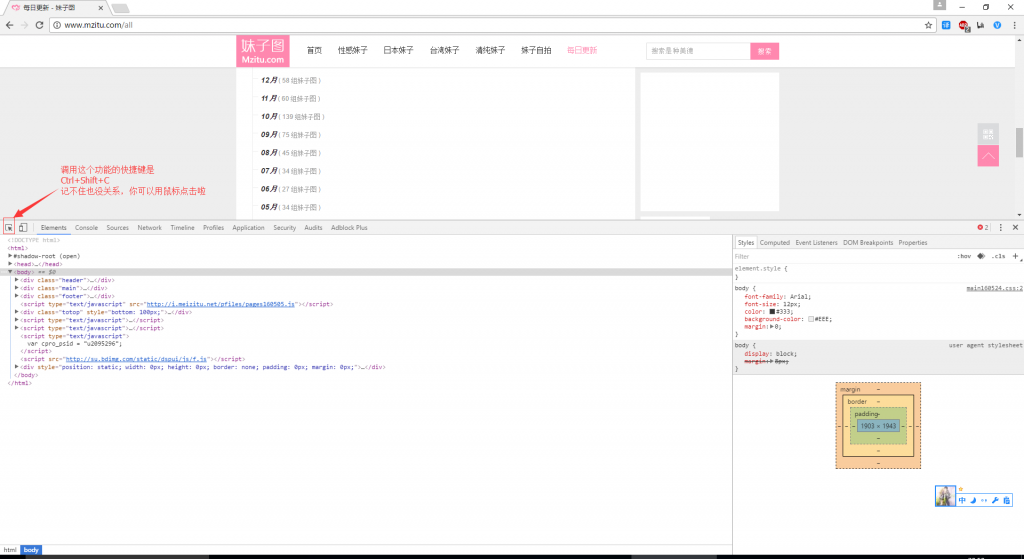 每日更新 - 妹子图
www.mzitu.com/all
妹子图
Mzitu.com
首页 性感妹子 日本妹子 台湾妹子 清纯妹子 妹子自拍 每日更新
搜索
12月 ( 58 组妹子图 )
11月 ( 60 组妹子图 )
10月 ( 139 组妹子图 )
09月 ( 75 组妹子图 )
08月 ( 45 组妹子图 )
07月 ( 34 组妹子图 )
06月 ( 27 组妹子图 )
05月 ( 34 组妹子图 )
调用这个功能的快捷键是
Ctrl+Shift+C
记不住也没关系，你可以用鼠标点击啦
Elements Console Sources Network Timeline Profiles Application Security Audits Adblock Plus
2
<!DOCTYPE html>
<html>
#shadow-root (open)
<head>…</head>
<body> == $0
<div class="header">…</div>
<div class="main">…</div>
<div class="footer">…</div>
<script type="text/javascript" src="http://i.meizitu.net/pfiles/pages160505.js"></script>
<div class="totop" style="bottom: 100px;">…</div>
<script type="text/javascript">…</script>
<script type="text/javascript">…</script>
<script type="text/javascript">
var cpro_psid = "u2095296";
</script>
<script src="http://su.bdimg.com/static/dspui/js/f.js"></script>
<div style="position: static; width: 0px; height: 0px; border: none; padding: 0px; margin: 0px;">…</div>
</body>
</html>
html body
Styles Computed Event Listeners DOM Breakpoints Properties
Filter :hov .cls
element.style {
}
body { main160524.css:2
font-family: Arial;
font-size: 12px;
color: #333;
background-color: #EEE;
margin: 0;
}
body { user agent stylesheet
display: block;
margin: 8px;
}
margin -
border -
padding-
- - 1903 × 1943 - -
-
-
-
中